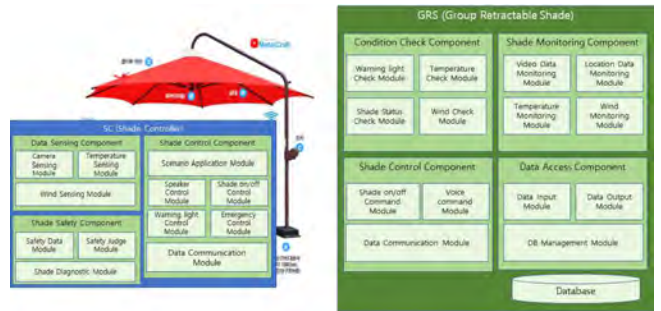 MetalCraft
SC (Shade Controller)
Data Sensing Component
Camera
Sensing
Module
Temperature
Sensing
Module
Wind Sensing Module
Shade Safety Component
Safety Data
Module
Safety Judge
Module
Shade Diagnostic Module
Shade Control Component
Scenario Application Module
Speaker
Control
Module
Shade on/off
Control
Module
Warning light
Control
Module
Emergency
Control
Module
Data Communication
Module
GRS (Group Retractable Shade)
Condition Check Component
Warning light
Check Module
Temperature
Check Module
Shade Status
Check Module
Wind Check
Module
Shade Monitoring Component
Video Data
Monitoring
Module
Location Data
Monitoring
Module
Temperature
Monitoring
Module
Wind
Monitoring
Module
Shade Control Component
Shade on/off
Command
Module
Voice
command
Module
Data Communication Module
Data Access Component
Data Input
Module
Data Output
Module
DB Management Module
Database